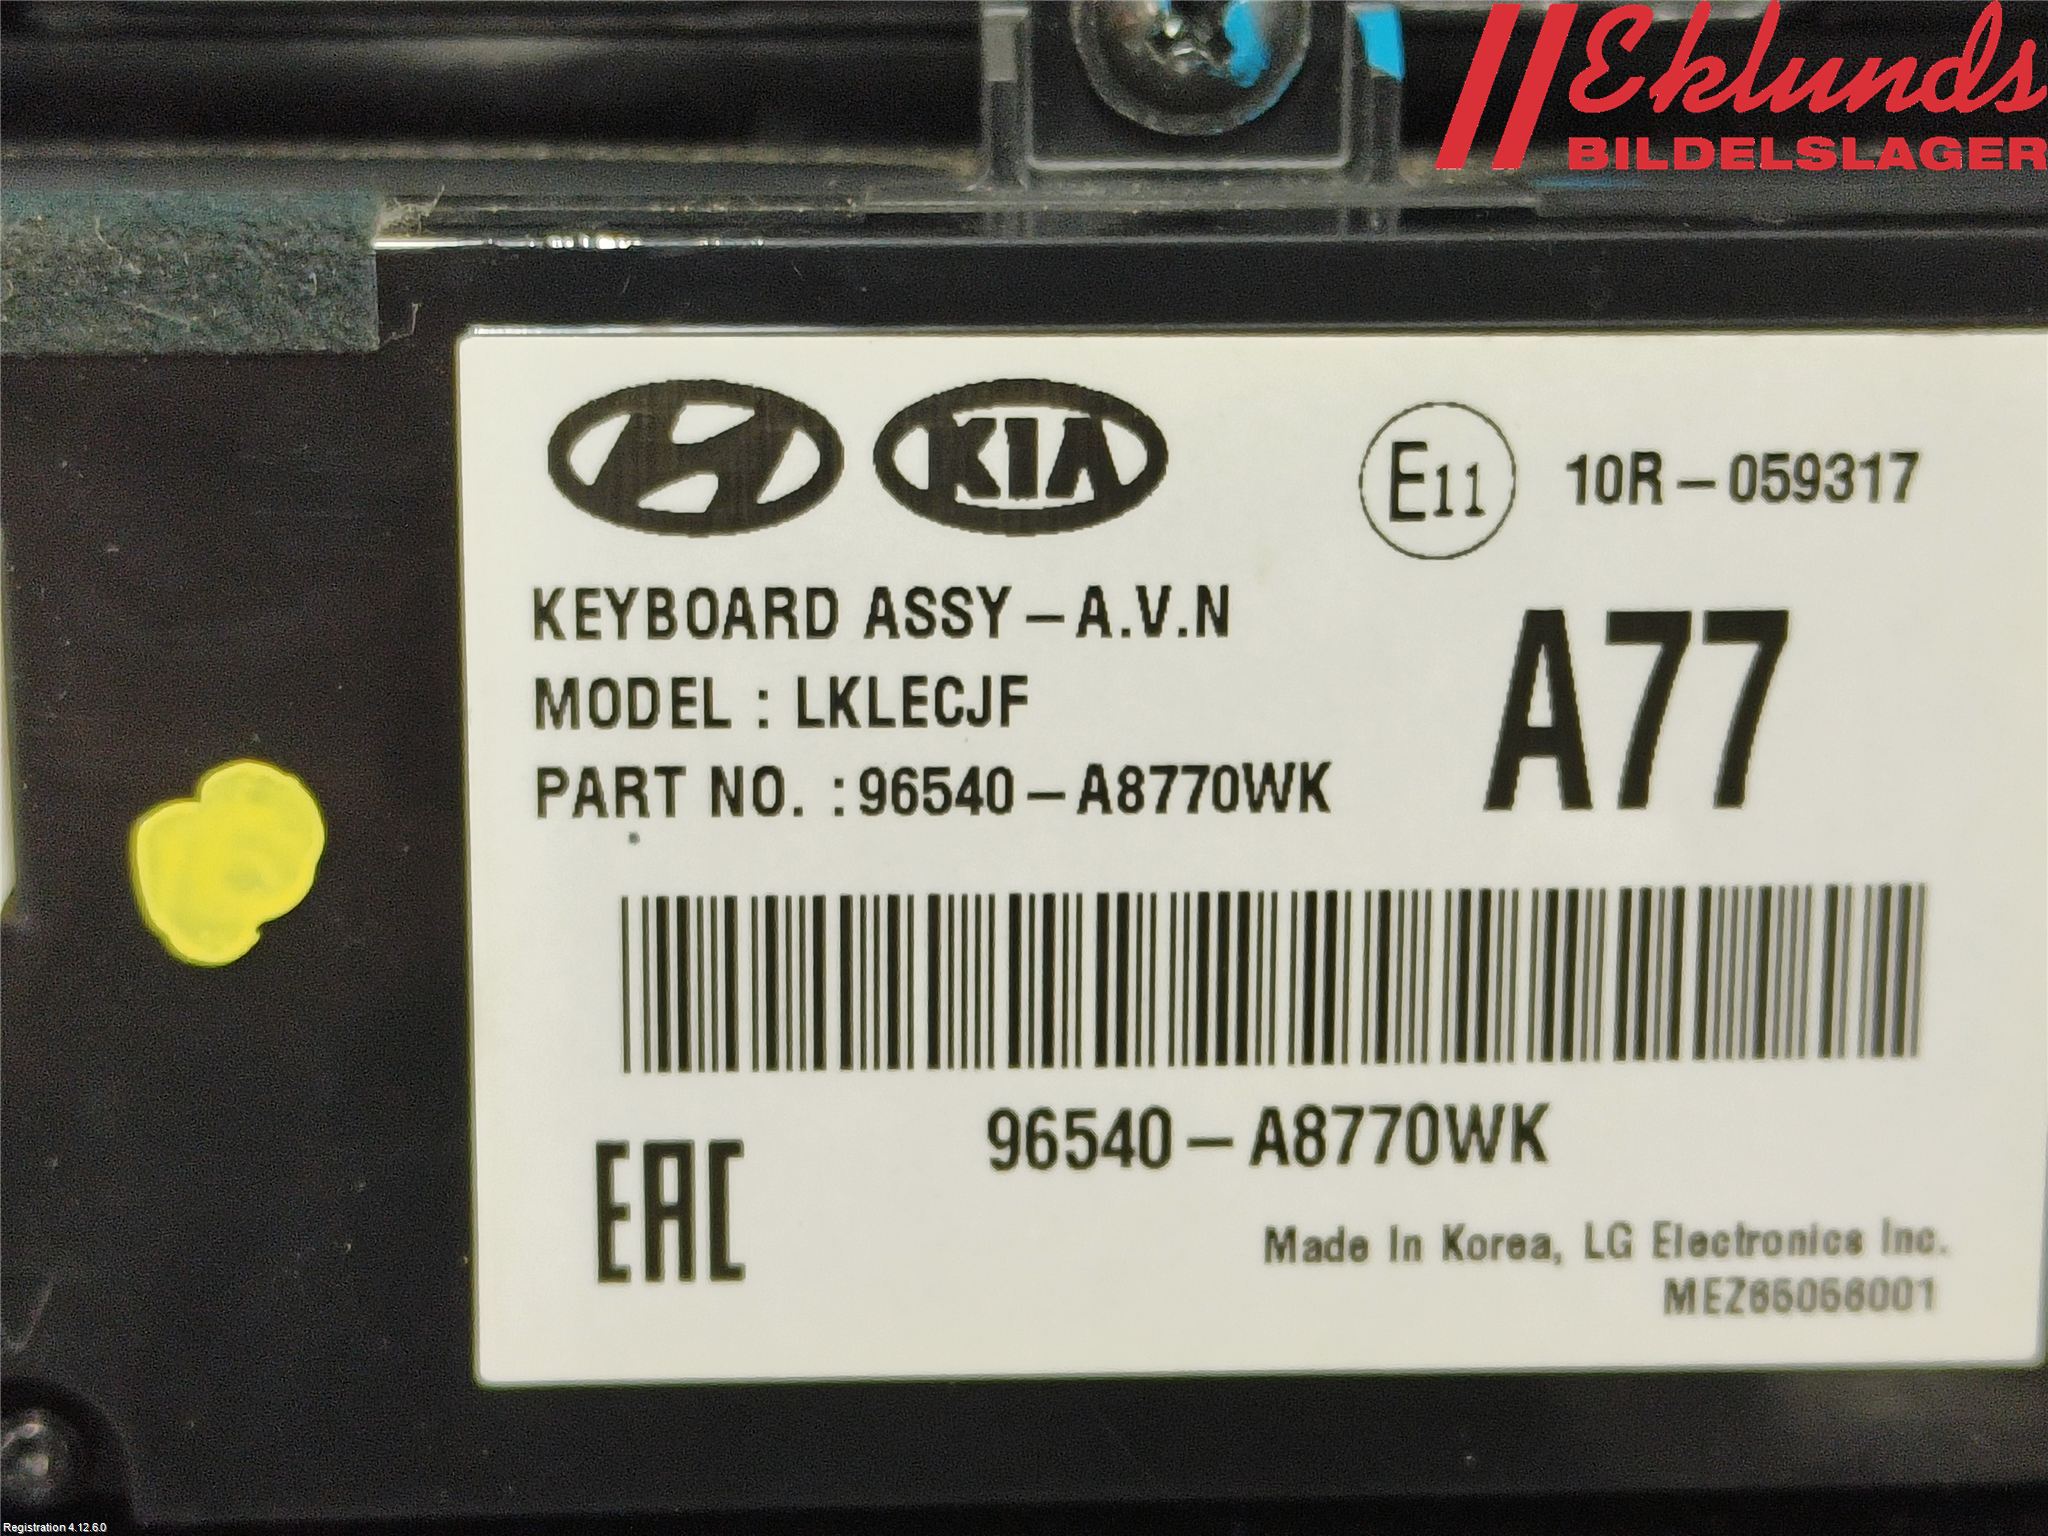 Eklunds
BILDELSLAGER
KIA
E11 10R-059317
KEYBOARD ASSY-A.V.N
MODEL : LKLECJF
PART NO. :96540-A8770WK
A77
96540-A8770WK
EAC
Made In Korea, LG Electronics Inc.
MEZ65056001
Registration 4.12.6.0